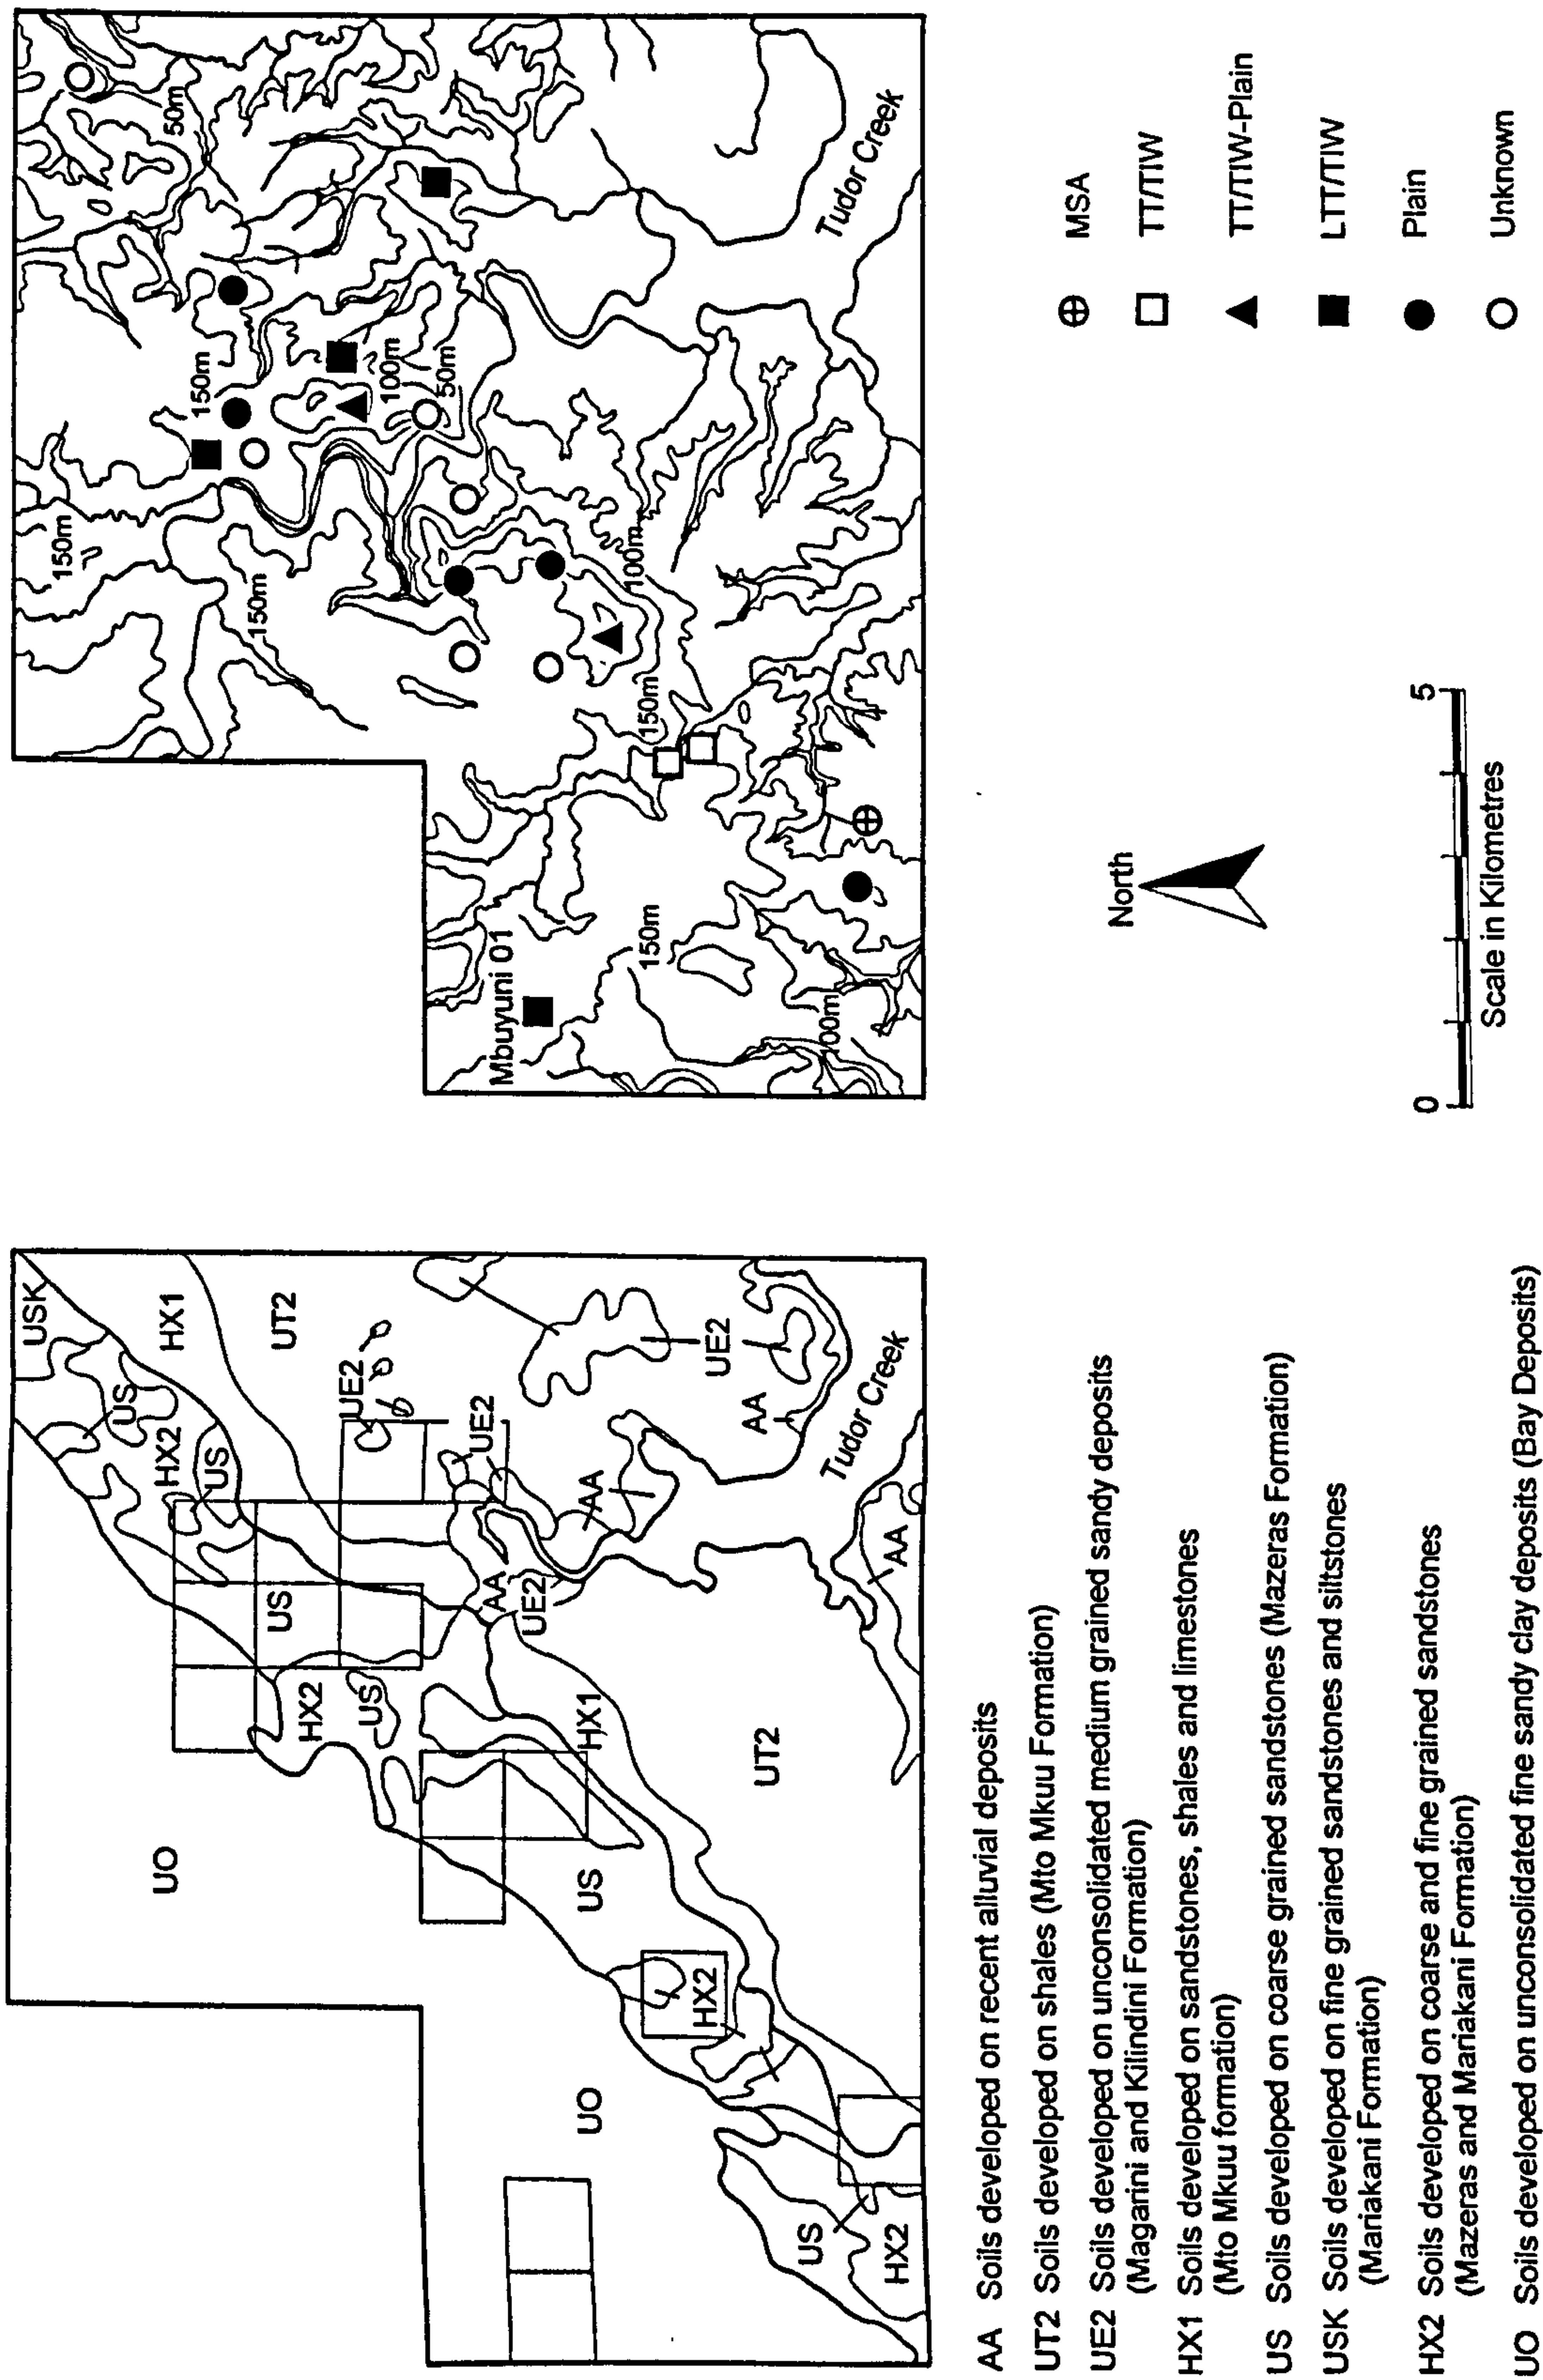 USK
US
HX1
HX2
US
UT2
UO
US
UE2
HX2
US
UE2
AA
UE2
AA
UE2
HX1
US
UO
HX2
UT2
AA
Tudor Creek
AA
US
HX2
AA Soils developed on recent alluvial deposits
UT2 Soils developed on shales (Mto Mkuu Formation)
UE2 Soils developed on unconsolidated medium grained sandy deposits
(Magarini and Kilindini Formation)
HX1 Soils developed on sandstones, shales and limestones
(Mto Mkuu formation)
US Soils developed on coarse grained sandstones (Mazeras Formation)
USK Soils developed on fine grained sandstones and siltstones
(Mariakani Formation)
HX2 Soils developed on coarse and fine grained sandstones
(Mazeras and Mariakani Formation)
UO Soils developed on unconsolidated fine sandy clay deposits (Bay Deposits)
150m
50m
150m
150m
100m
50m
Mbuyuni 01
100m
150m
150m
100m
Tudor Creek
North
MSA
TT/TIW
TT/TIW-Plain
LTT/TIW
Plain
Unknown
0 5
Scale in Kilometres